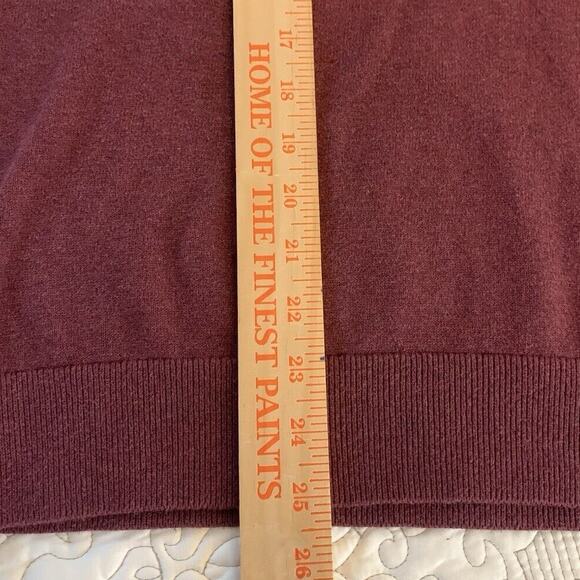 HOME OF THE FINEST PAINTS
17 18 19 20 21 22 23 24 25 26